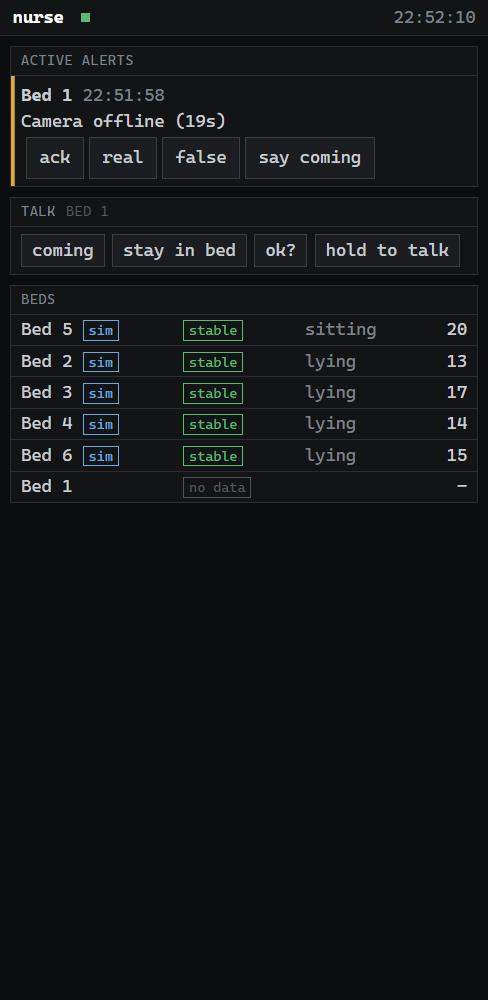 nurse 22:52:10
ACTIVE ALERTS
Bed 1 22:51:58
Camera offline (19s)
ack real false say coming
TALK BED 1
coming stay in bed ok? hold to talk
BEDS
Bed 5 sim stable sitting 20
Bed 2 sim stable lying 13
Bed 3 sim stable lying 17
Bed 4 sim stable lying 14
Bed 6 sim stable lying 15
Bed 1 no data –